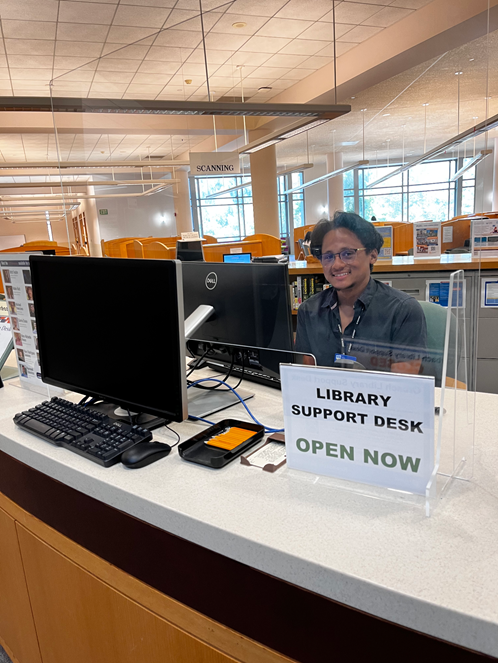 SCANNING
DELL
LIBRARY
SUPPORT DESK
OPEN NOW